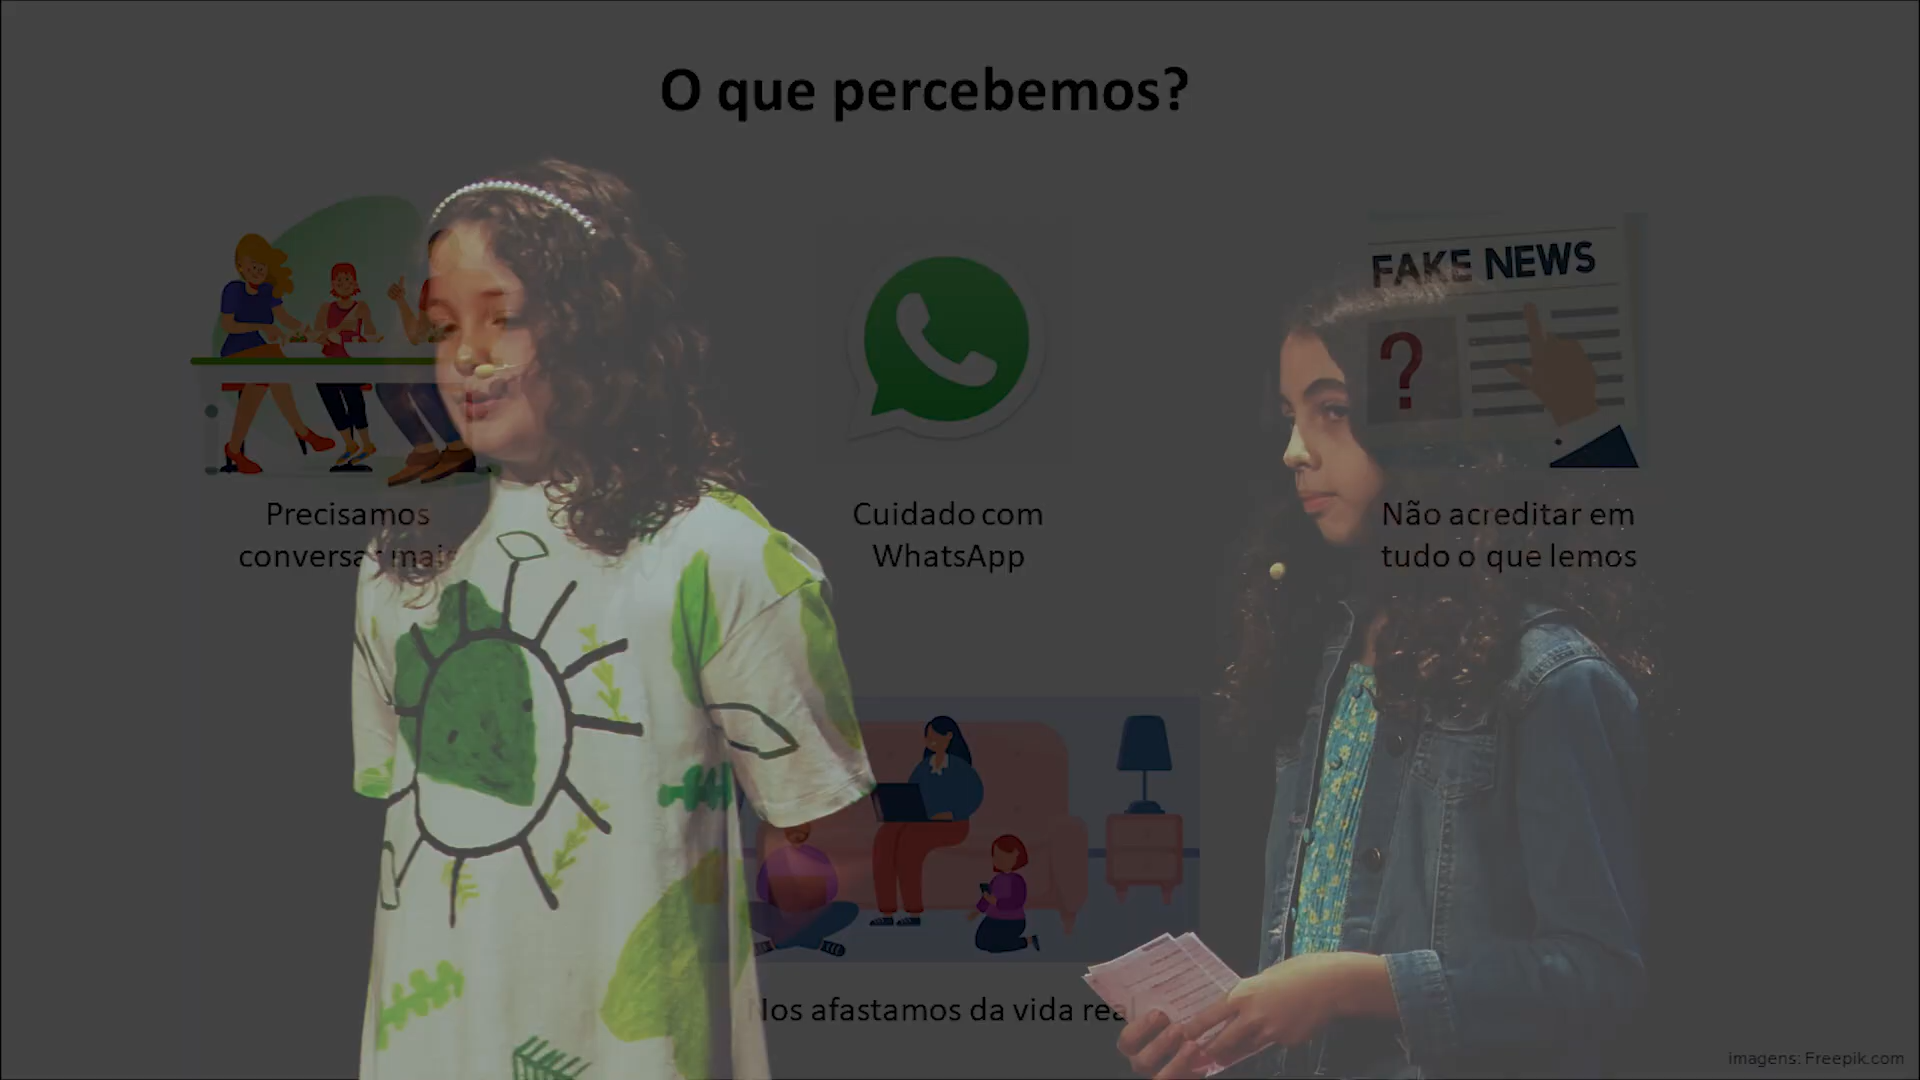 O que percebemos?
FAKE NEWS
?
Precisamos
conversar mais
Cuidado com
WhatsApp
Não acreditar em
tudo o que lemos
Nos afastamos da vida real
Imagens: Freepik.com